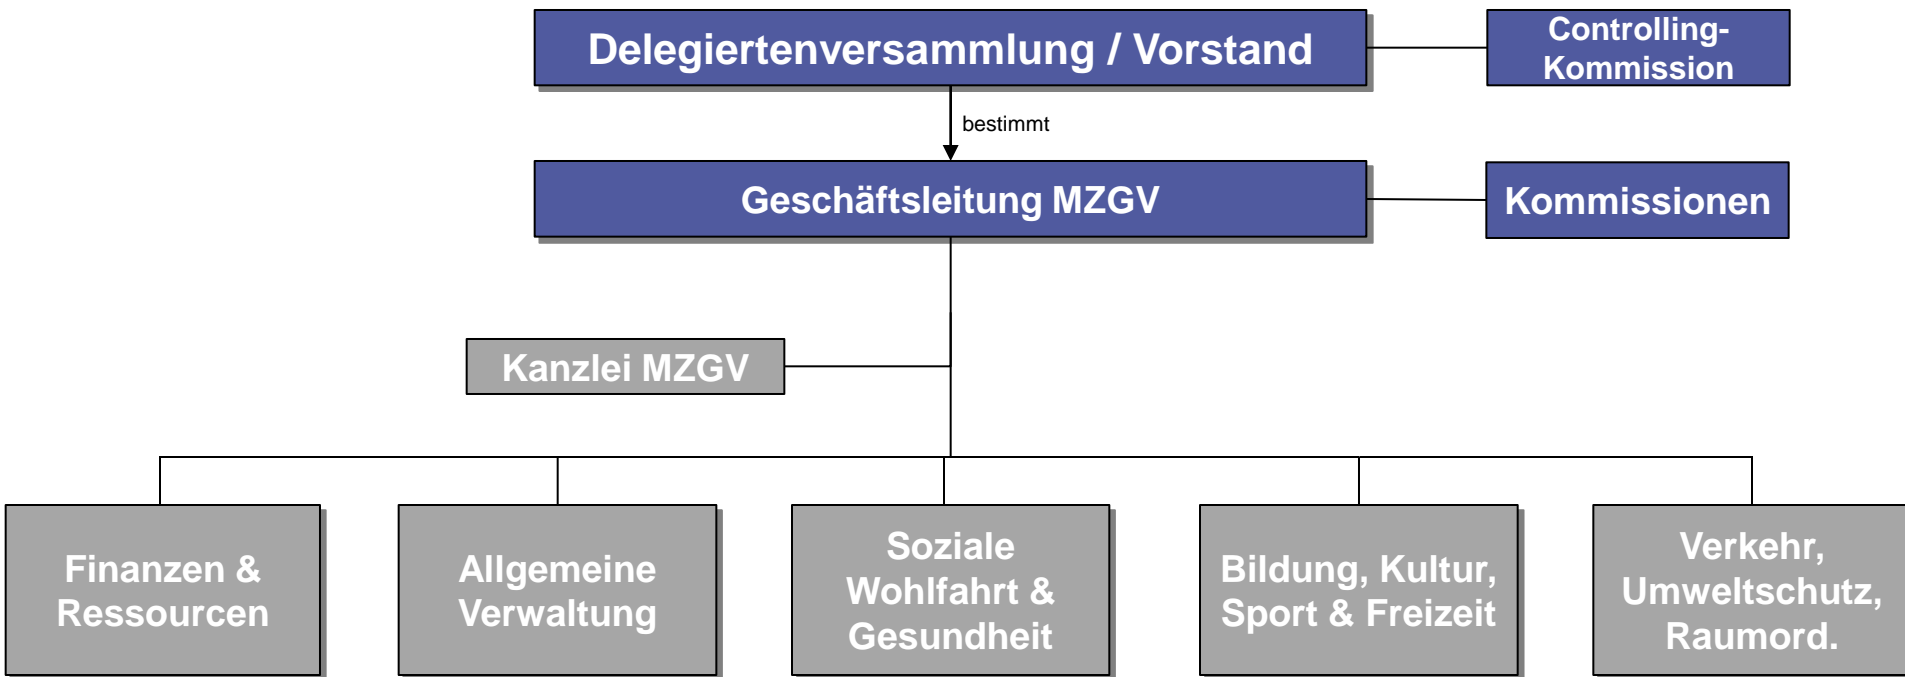 Delegiertenversammlung / Vorstand
Controlling-
Kommission
bestimmt
Geschäftsleitung MZGV
Kommissionen
Kanzlei MZGV
Finanzen &
Ressourcen
Allgemeine
Verwaltung
Soziale
Wohlfahrt &
Gesundheit
Bildung, Kultur,
Sport & Freizeit
Verkehr,
Umweltschutz,
Raumord.